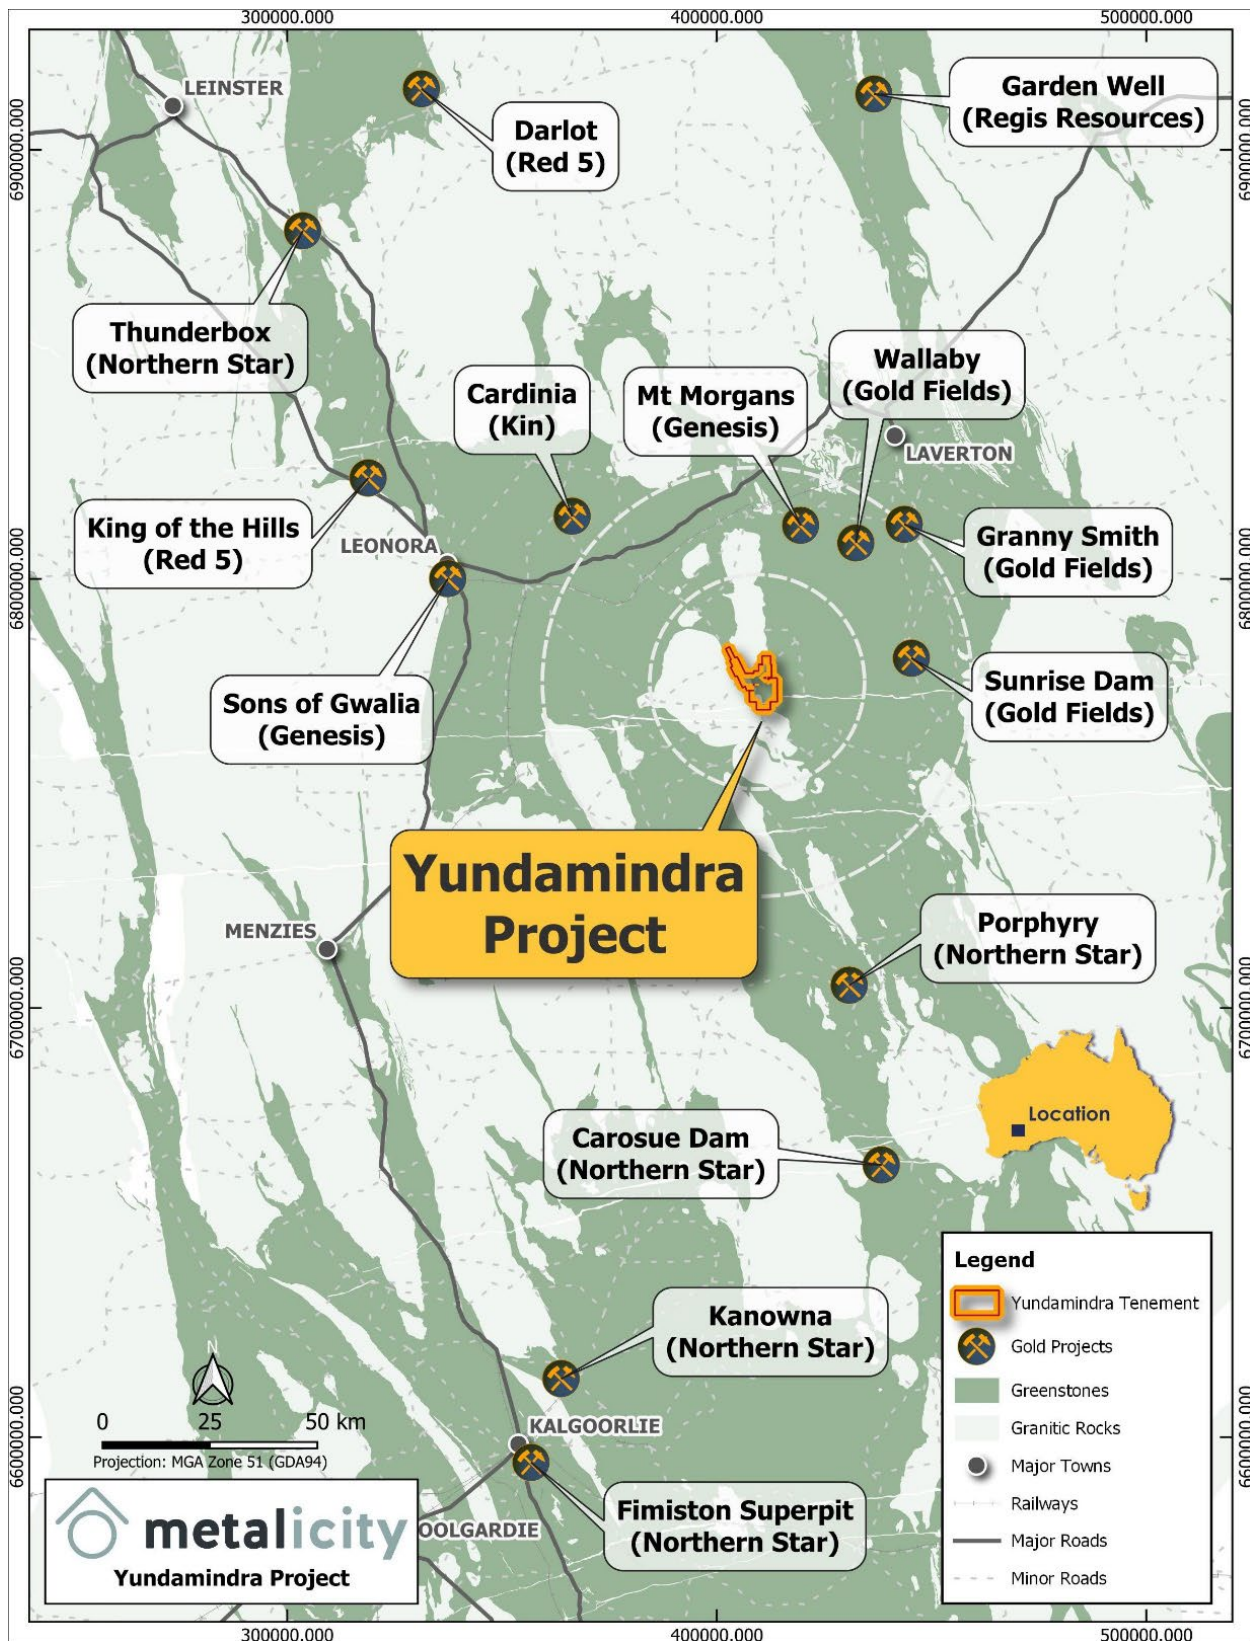 300000.000
400000.000
500000.000
6900000.000
6900000.000
LEINSTER
Darlot
(Red 5)
Garden Well
(Regis Resources)
Thunderbox
(Northern Star)
Cardinia
(Kin)
Mt Morgans
(Genesis)
Wallaby
(Gold Fields)
LAVERTON
King of the Hills
(Red 5)
LEONORA
Granny Smith
(Gold Fields)
6800000.000
6800000.000
Sons of Gwalia
(Genesis)
Sunrise Dam
(Gold Fields)
Yundamindra
Project
MENZIES
Porphyry
(Northern Star)
6700000.000
6700000.000
Location
Carosue Dam
(Northern Star)
Kanowna
(Northern Star)
KALGOORLIE
Fimiston Superpit
(Northern Star)
OOLGARDIE
6600000.000
6600000.000
N
0 25 50 km
Projection: MGA Zone 51 (GDA94)
metalicity
Yundamindra Project
Legend
Yundamindra Tenement
Gold Projects
Greenstones
Granitic Rocks
Major Towns
Railways
Major Roads
Minor Roads
300000.000
400000.000
500000.000